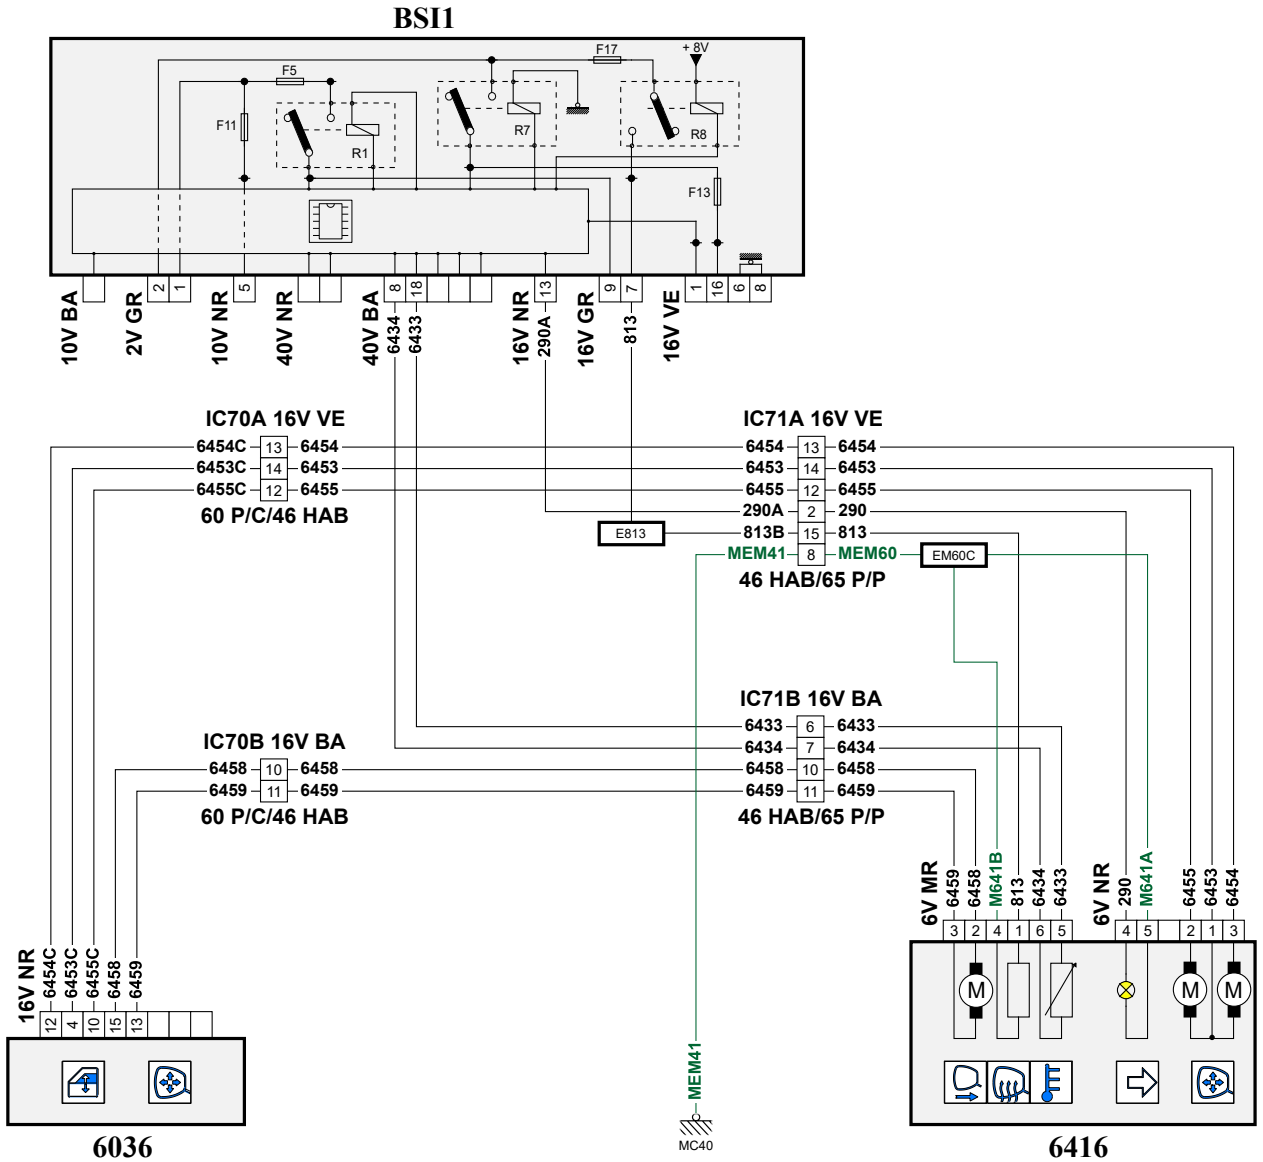 BSI1
F17
+ 8V
F5
F11
R1
R7
R8
F13
2
1
5
8
18
13
9
7
1
16
6
8
10V BA
2V GR
10V NR
40V NR
40V BA
6434
6433
16V NR
290A
16V GR
813
16V VE
IC70A 16V VE
6454C 13 6454
6453C 14 6453
6455C 12 6455
60 P/C/46 HAB
IC71A 16V VE
6454 13 6454
6453 14 6453
6455 12 6455
290A 2 290
E813
813B 15 813
MEM41 8 MEM60
EM60C
46 HAB/65 P/P
IC71B 16V BA
6433 6 6433
6434 7 6434
6458 10 6458
6459 11 6459
46 HAB/65 P/P
IC70B 16V BA
6458 10 6458
6459 11 6459
60 P/C/46 HAB
6V MR
6459
6458
M641B
813
6434
6433
6V NR
290
M641A
6455
6453
6454
3
2
4
1
6
5
4
5
2
1
3
M
M
M
16V NR
6454C
6453C
6455C
6458
6459
12
4
10
15
13
MEM41
MC40
6036
6416